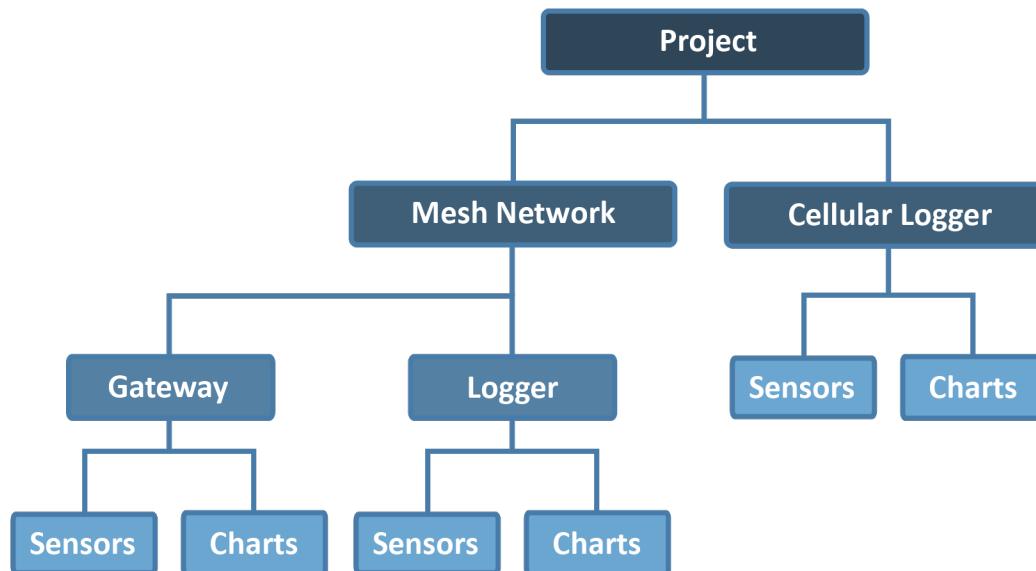 Project
Mesh Network
Cellular Logger
Gateway
Logger
Sensors
Charts
Sensors
Charts
Sensors
Charts